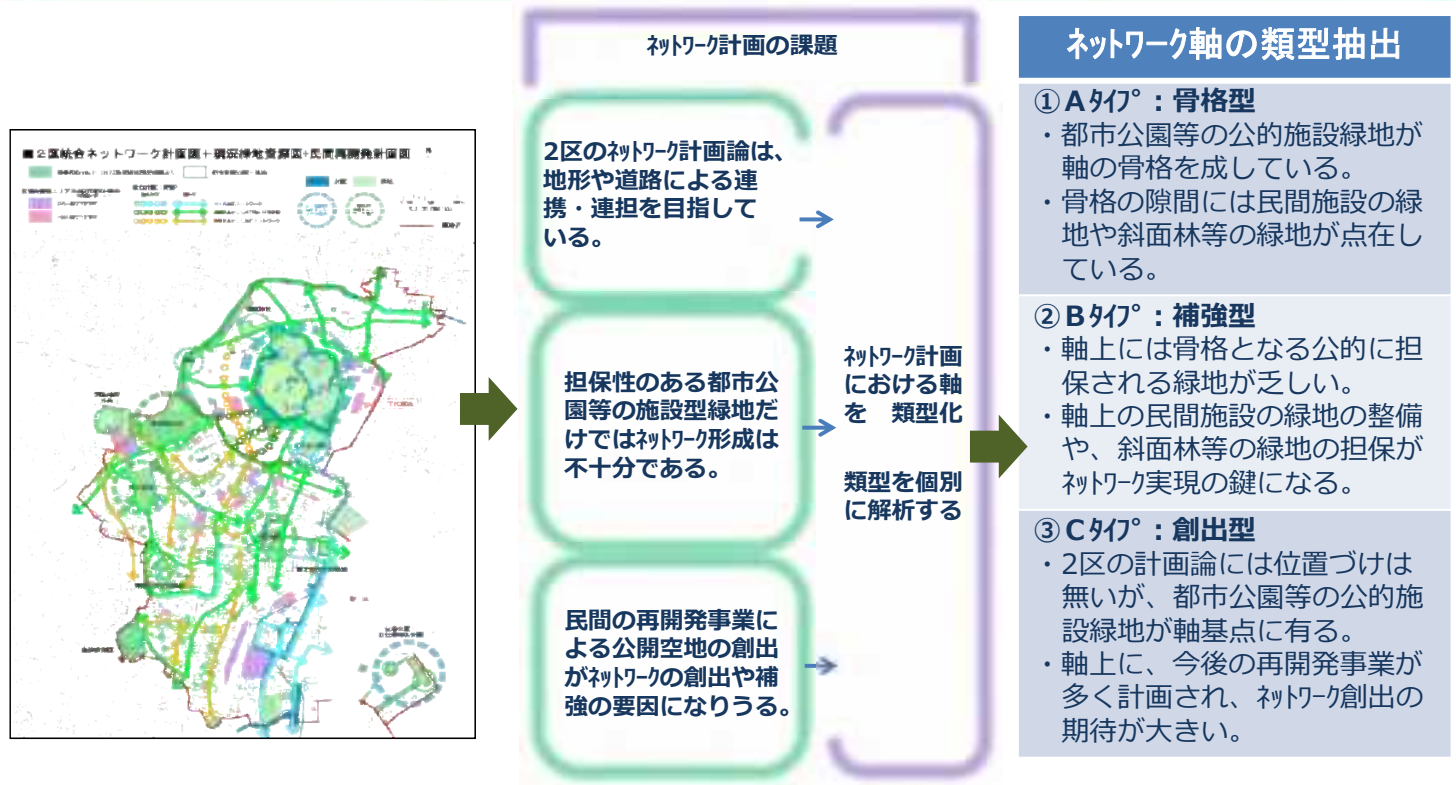 ■2区統合ネットワーク計画図+現況緑地資源図+民間再開発計画図
ﾈｯﾄﾜｰｸ計画の課題
2区のﾈｯﾄﾜｰｸ計画論は、
地形や道路による連
携・連担を目指して
いる。
担保性のある都市公
園等の施設型緑地だ
けではﾈｯﾄﾜｰｸ形成は
不十分である。
民間の再開発事業に
よる公開空地の創出
がﾈｯﾄﾜｰｸの創出や補
強の要因になりうる。
ﾈｯﾄﾜｰｸ計画
における軸
を　類型化
類型を個別
に解析する
ﾈｯﾄﾜｰｸ軸の類型抽出
①Aﾀｲﾌﾟ:骨格型
・都市公園等の公的施設緑地が
軸の骨格を成している。
・骨格の隙間には民間施設の緑
地や斜面林等の緑地が点在し
ている。
②Bﾀｲﾌﾟ:補強型
・軸上には骨格となる公的に担
保される緑地が乏しい。
・軸上の民間施設の緑地の整備
や、斜面林等の緑地の担保が
ﾈｯﾄﾜｰｸ実現の鍵になる。
③Cﾀｲﾌﾟ:創出型
・2区の計画論には位置づけは
無いが、都市公園等の公的施
設緑地が軸基点に有る。
・軸上に、今後の再開発事業が
多く計画され、ﾈｯﾄﾜｰｸ創出の
期待が大きい。